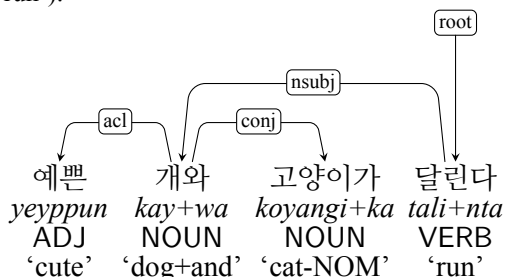 root
nsubj
acl conj
예쁜 개와 고양이가 달린다
yeyppun kay+wa koyangi+ka tali+nta
ADJ NOUN NOUN VERB
‘cute’ ‘dog+and’ ‘cat-NOM’ ‘run’